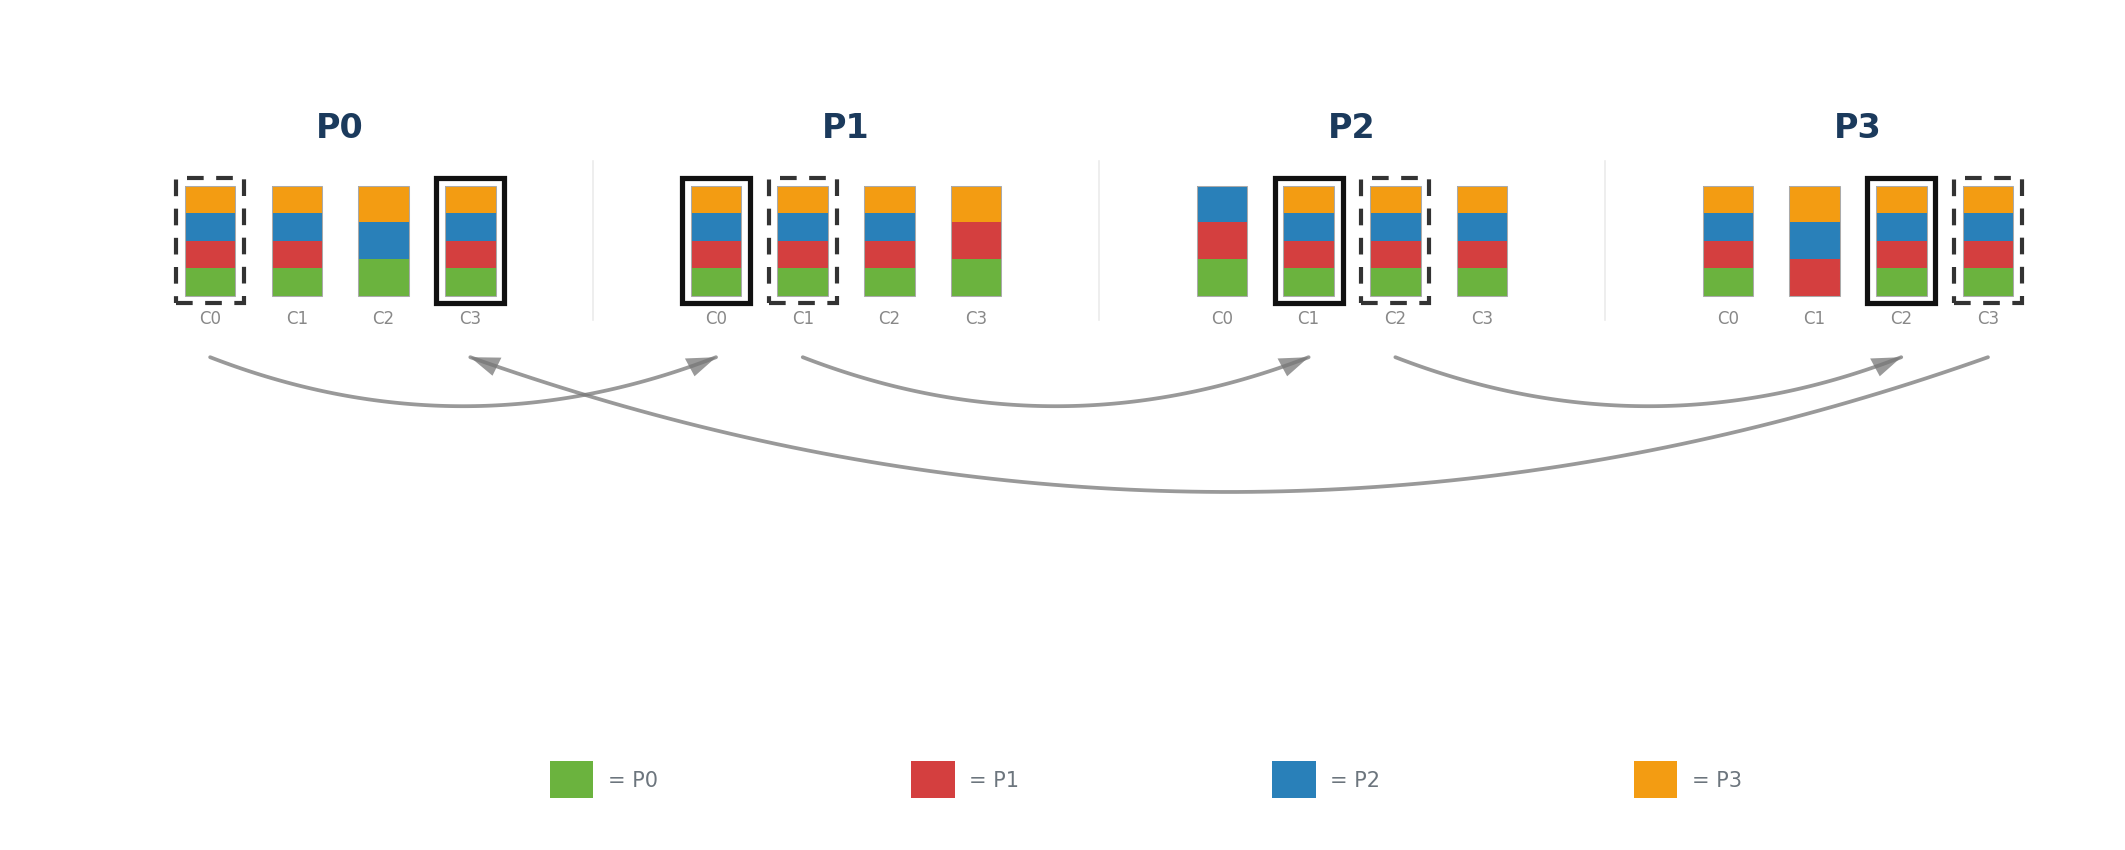 P0 P1 P2 P3
C0 C1 C2 C3 C0 C1 C2 C3 C0 C1 C2 C3 C0 C1 C2 C3
= P0 = P1 = P2 = P3